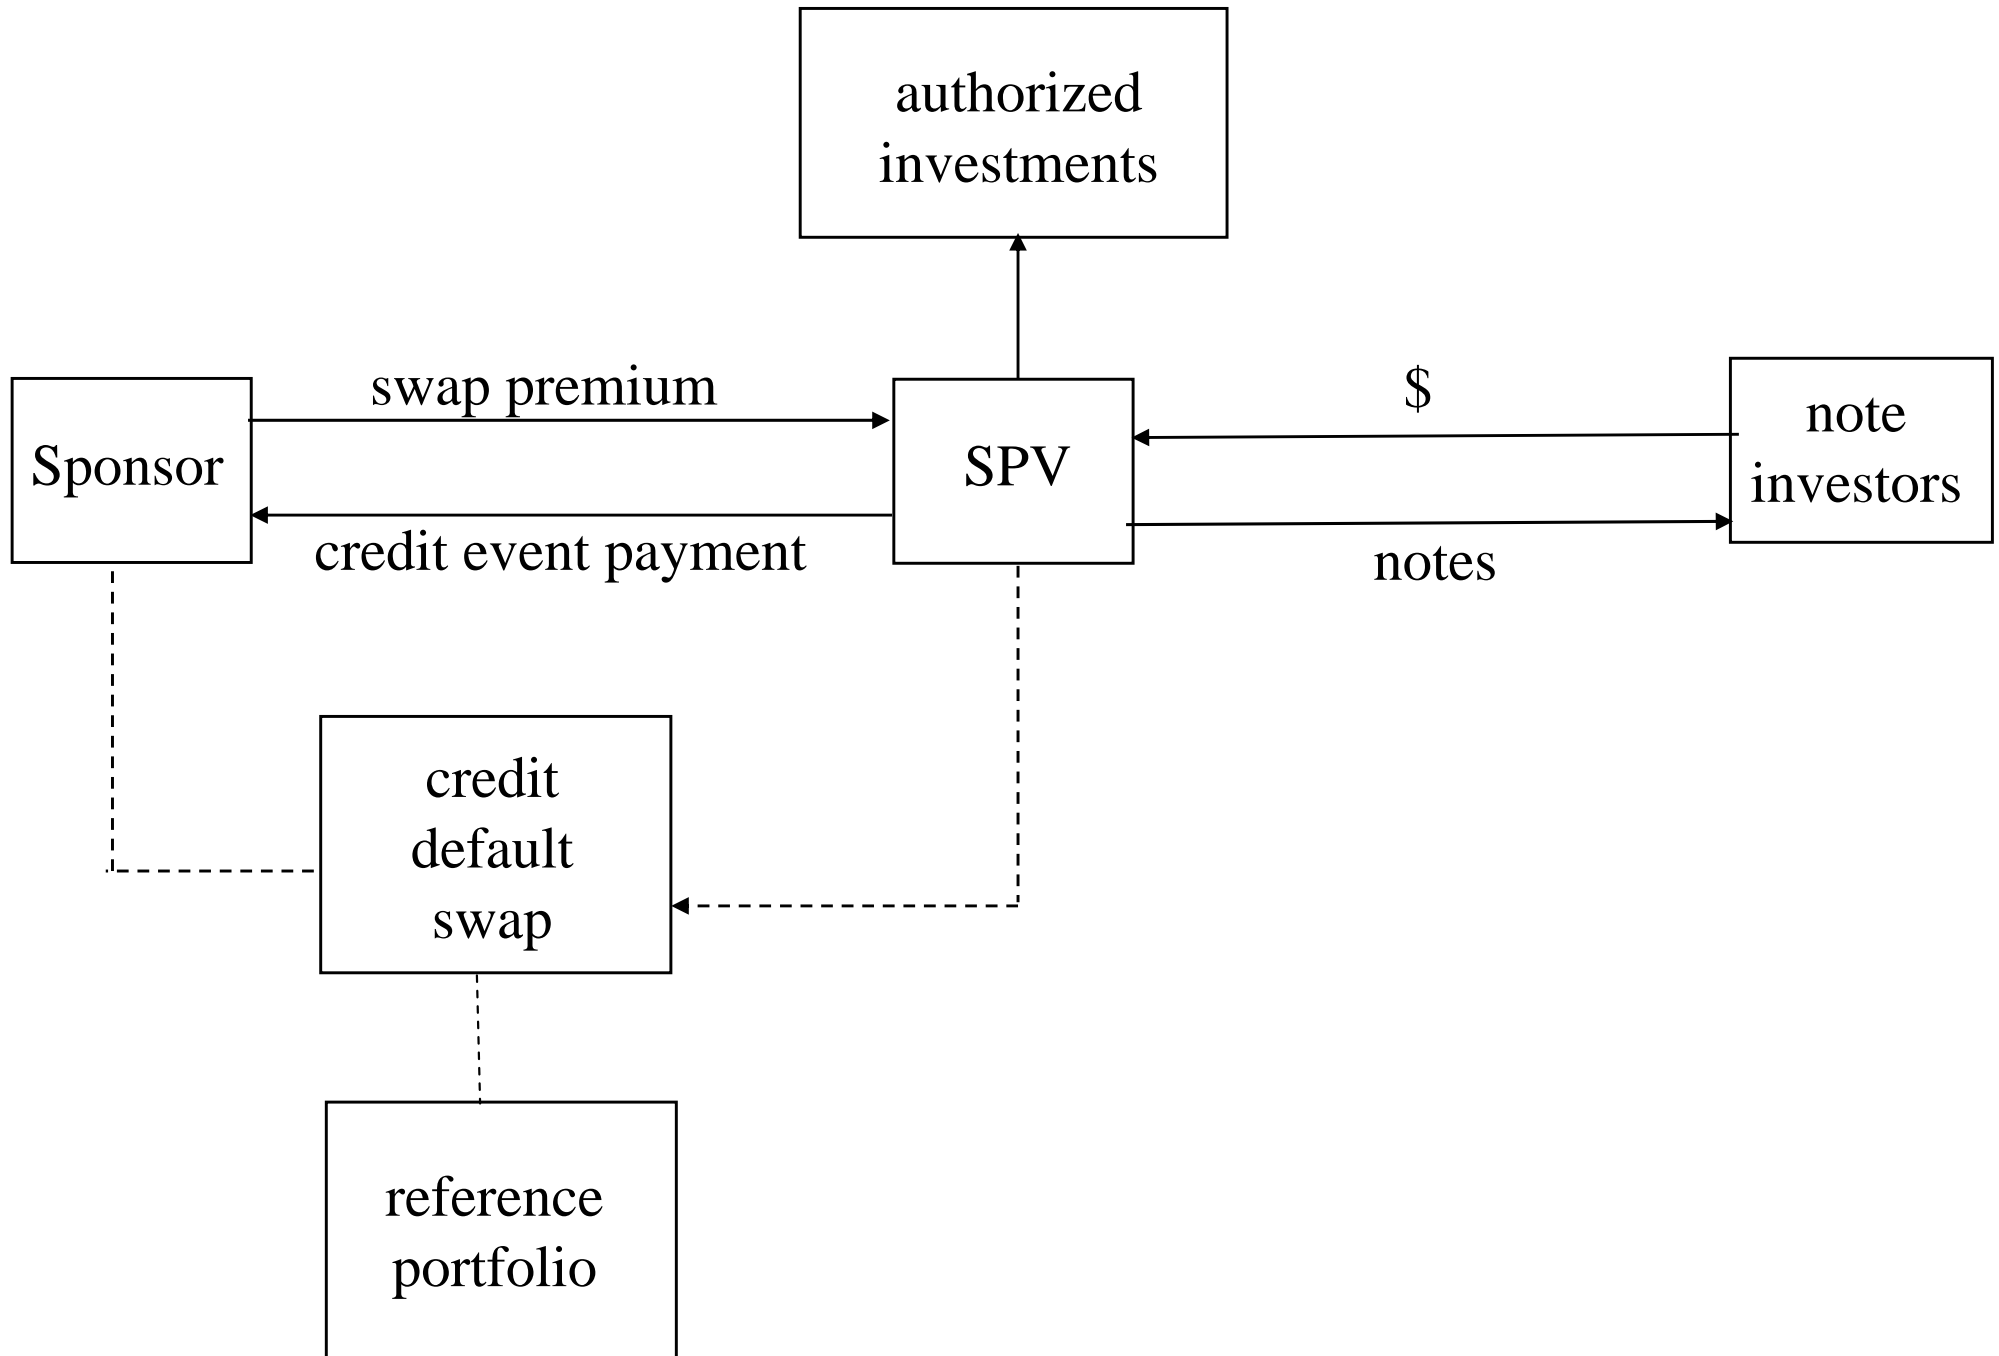 authorized
investments
swap premium
$
note
investors
Sponsor
SPV
credit event payment
notes
credit
default
swap
reference
portfolio